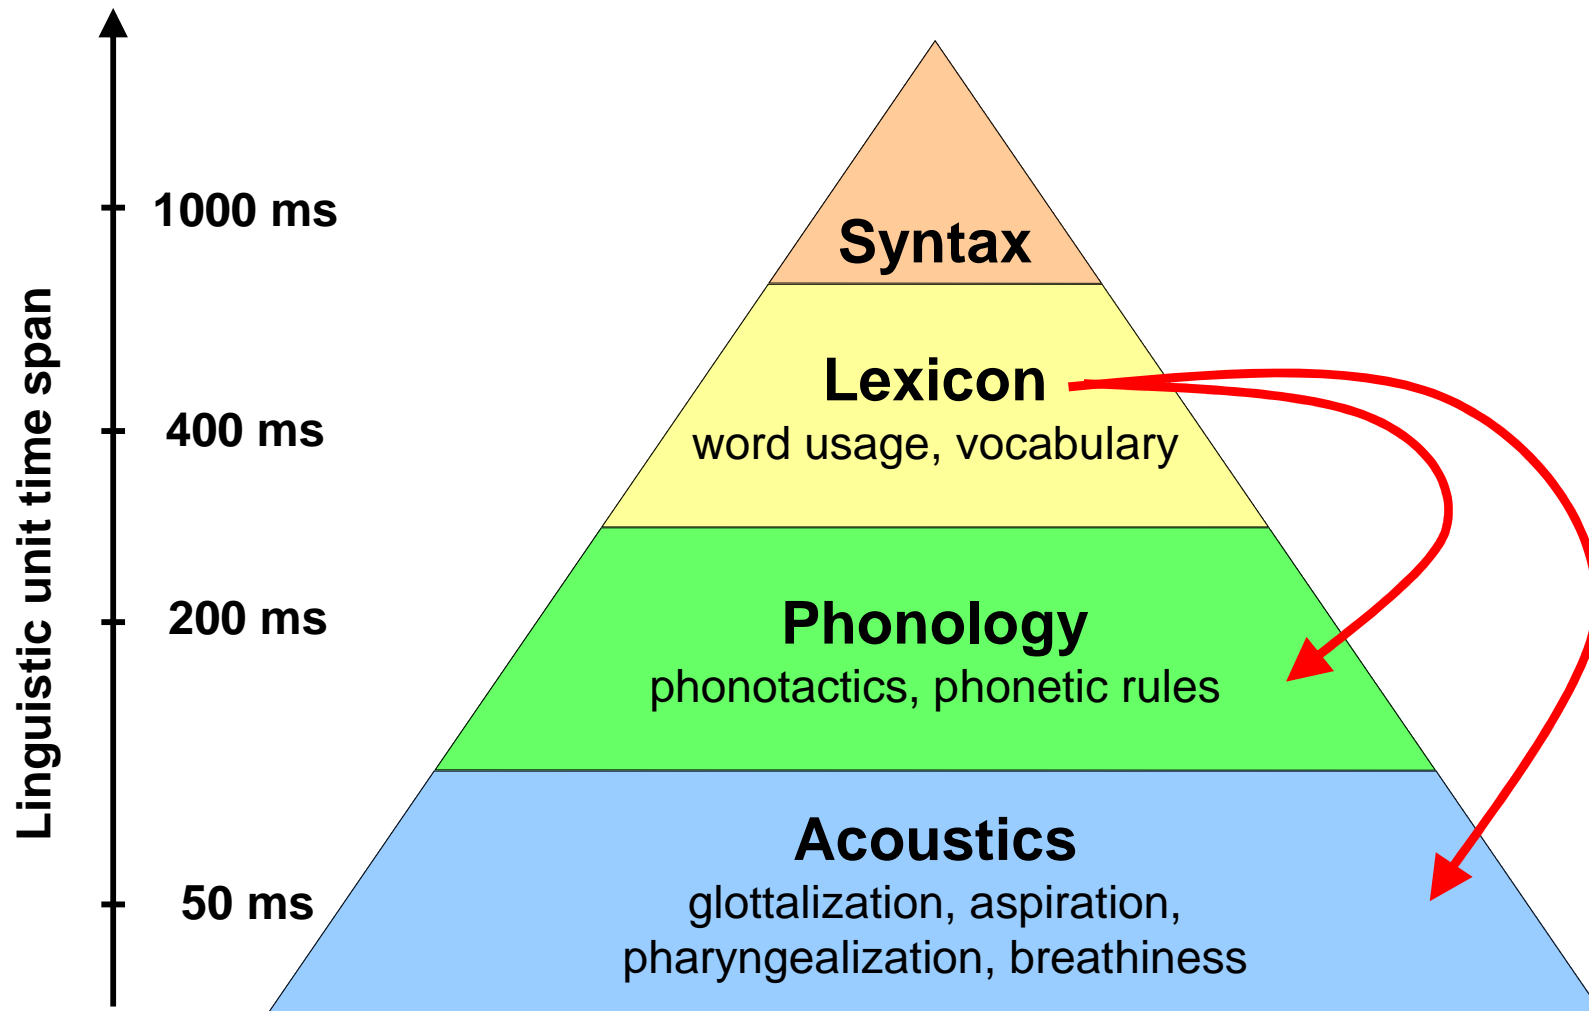 Linguistic unit time span
1000 ms
400 ms
200 ms
50 ms
Syntax
Lexicon
word usage, vocabulary
Phonology
phonotactics, phonetic rules
Acoustics
glottalization, aspiration,
pharyngealization, breathiness